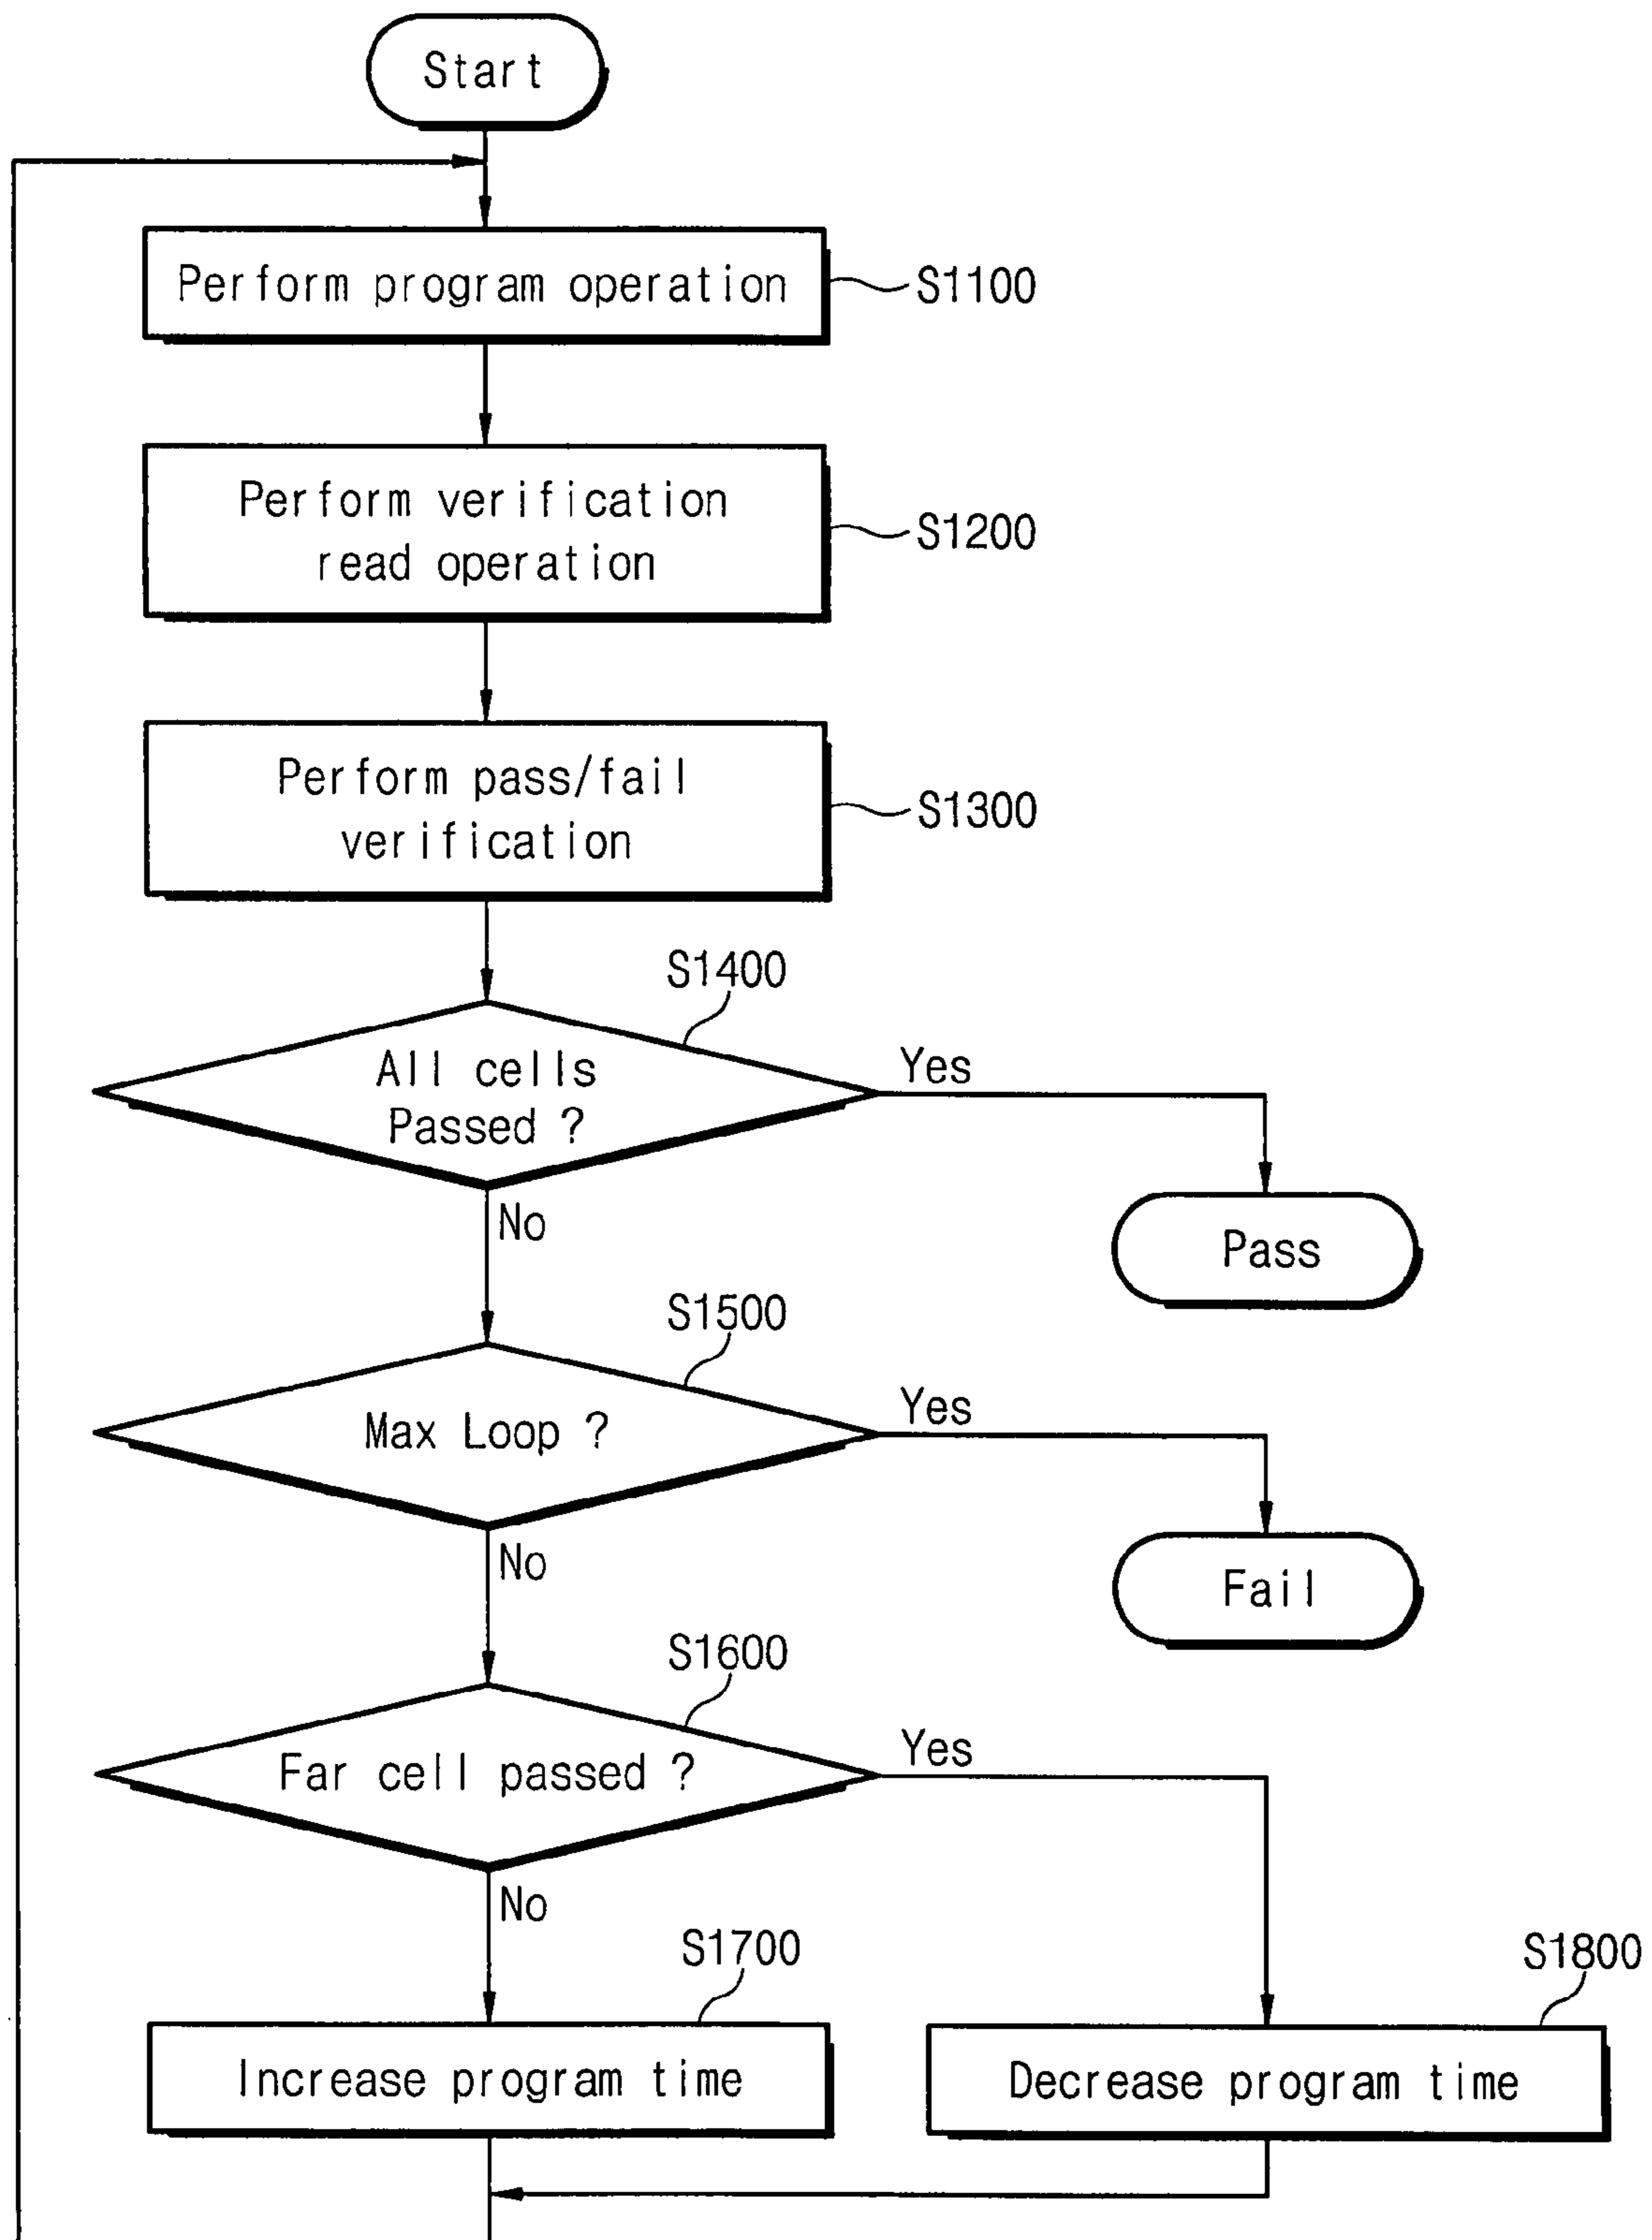 Start
Perform program operation
S1100
Perform verification
read operation
S1200
Perform pass/fail
verification
S1300
S1400
All cells
Passed ?
Yes
No
Pass
S1500
Max Loop ?
Yes
No
Fail
S1600
Far cell passed ?
Yes
No
S1700
Increase program time
S1800
Decrease program time